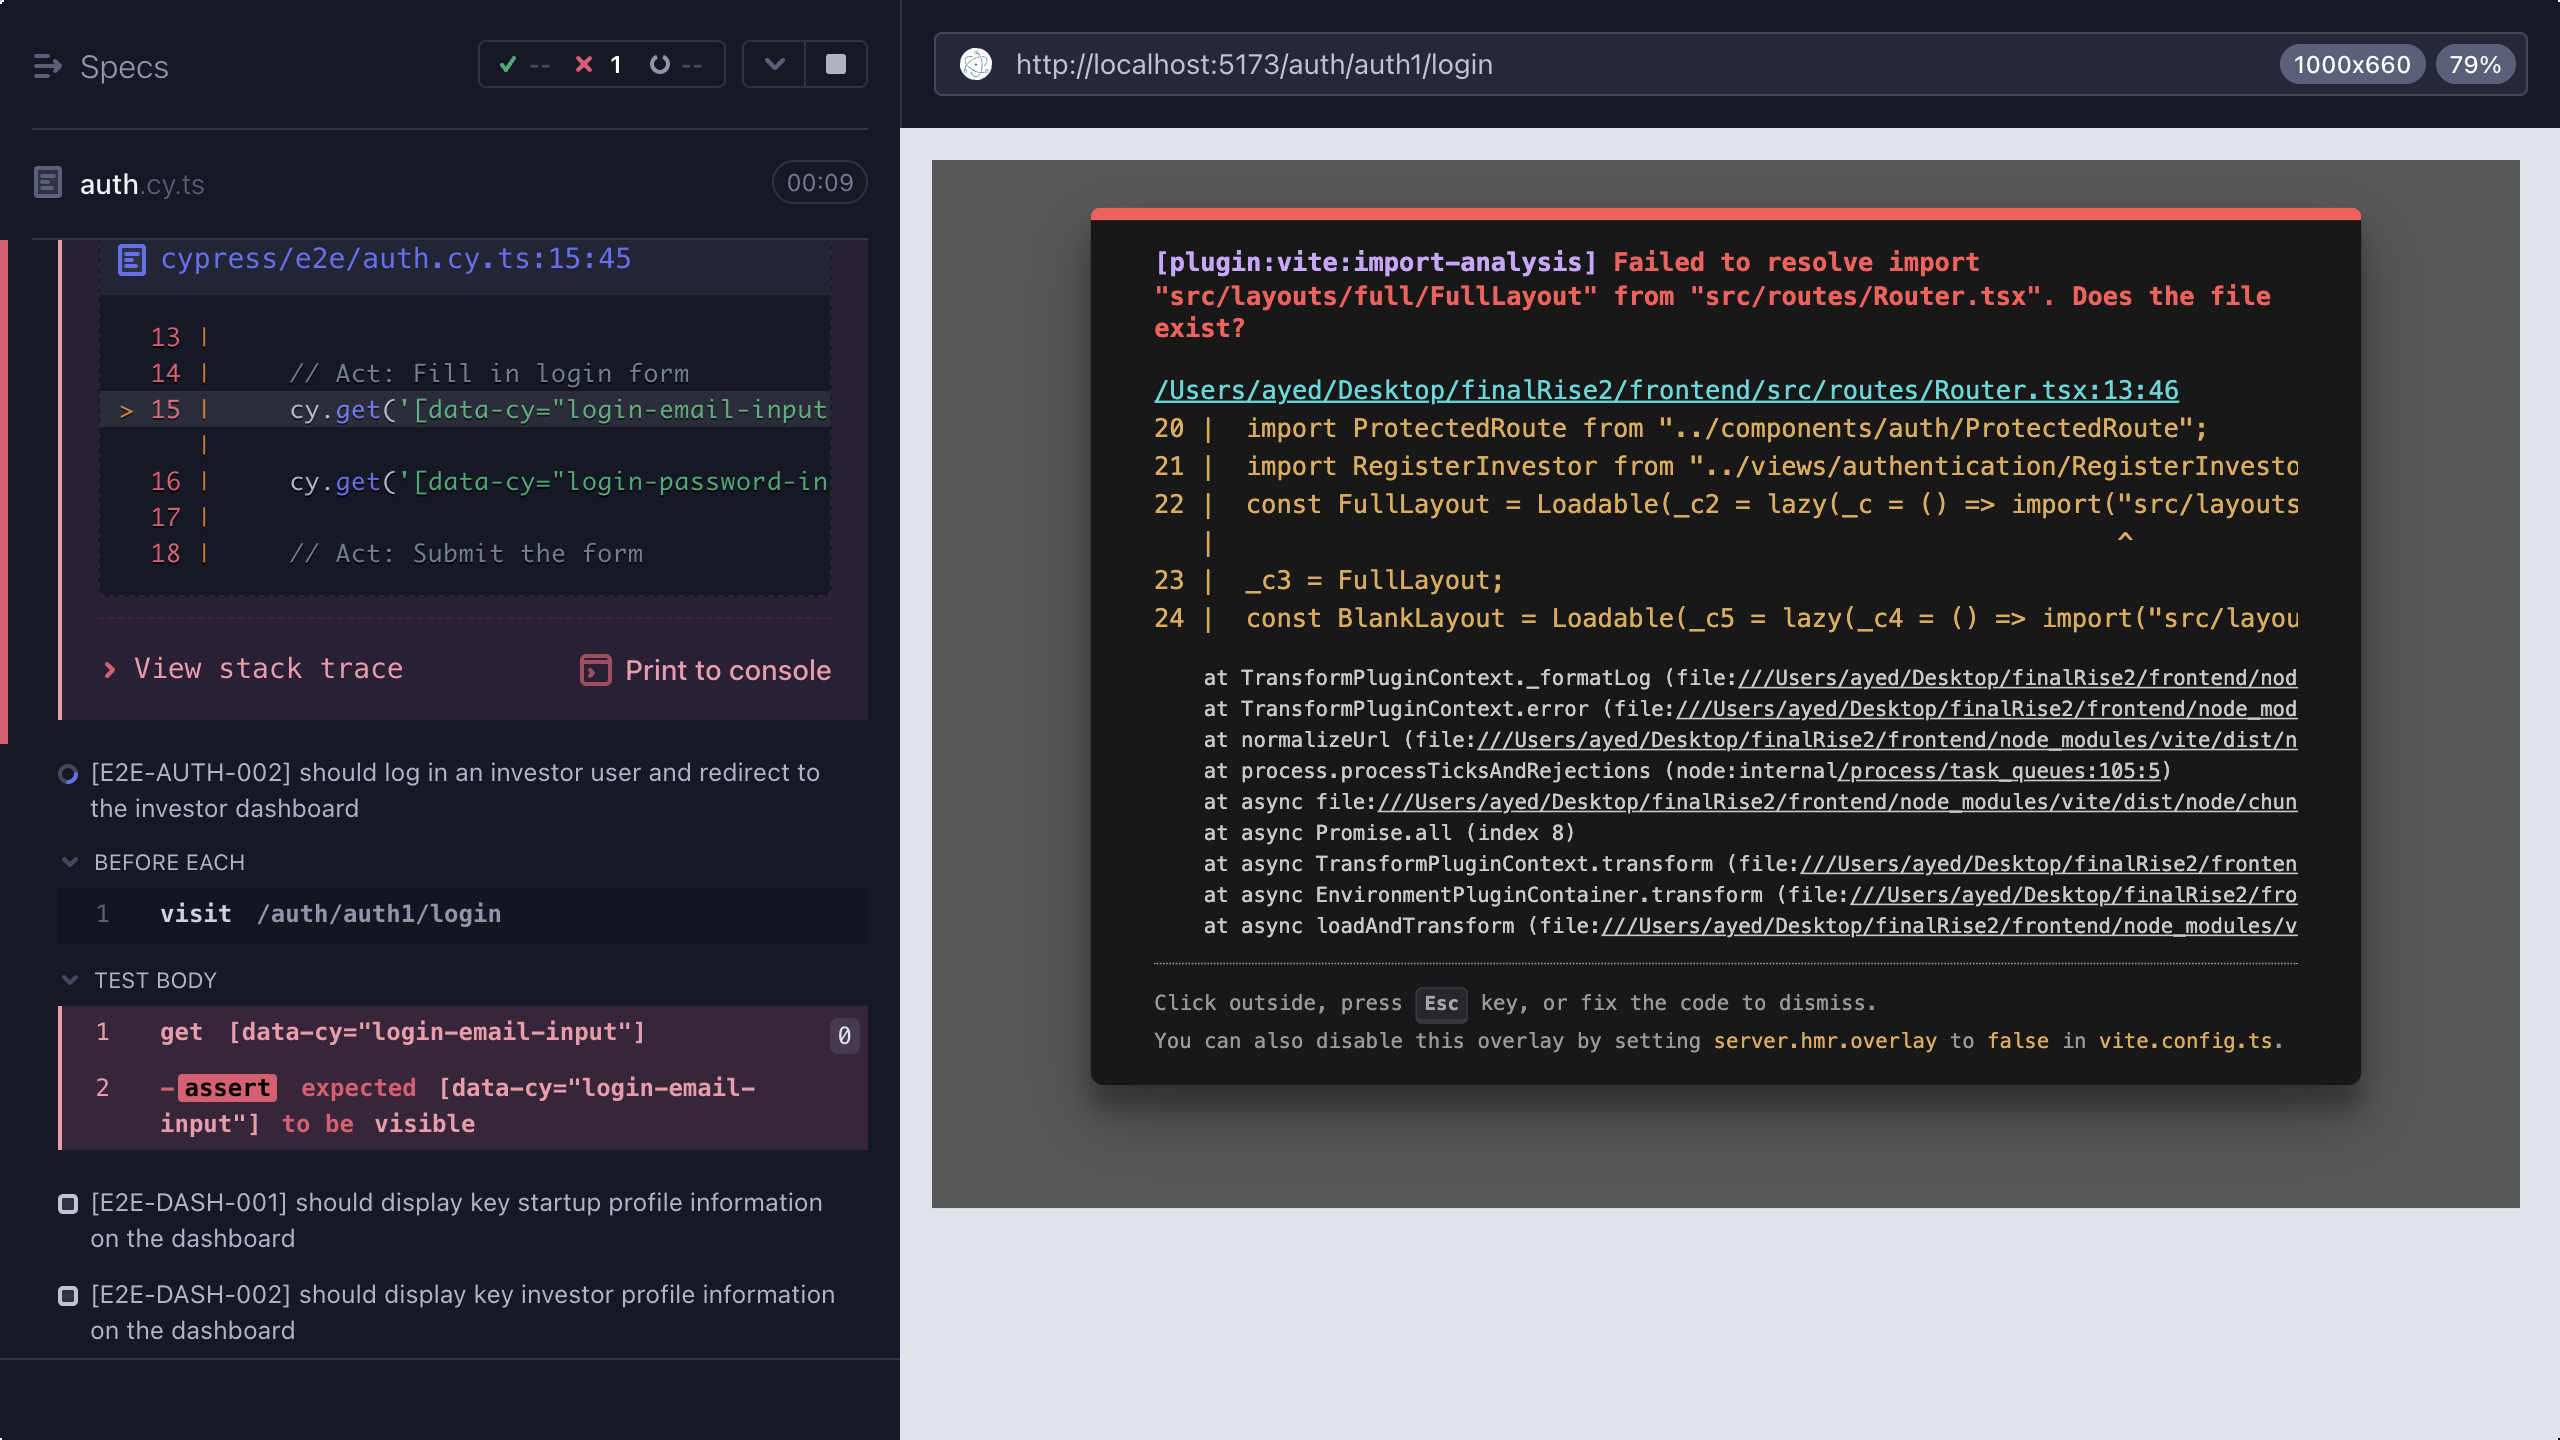 Specs
-- 1 --
auth.cy.ts
00:09
cypress/e2e/auth.cy.ts:15:45
13 |
14 | // Act: Fill in login form
> 15 | cy.get('[data-cy="login-email-input
|
16 | cy.get('[data-cy="login-password-in
17 |
18 | // Act: Submit the form
View stack trace
Print to console
[E2E-AUTH-002] should log in an investor user and redirect to
the investor dashboard
BEFORE EACH
1 visit /auth/auth1/login
TEST BODY
1 get [data-cy="login-email-input"] 0
2 -assert expected [data-cy="login-email-
input"] to be visible
[E2E-DASH-001] should display key startup profile information
on the dashboard
[E2E-DASH-002] should display key investor profile information
on the dashboard
http://localhost:5173/auth/auth1/login
1000x660
79%
[plugin:vite:import-analysis] Failed to resolve import
"src/layouts/full/FullLayout" from "src/routes/Router.tsx". Does the file
exist?
/Users/ayed/Desktop/finalRise2/frontend/src/routes/Router.tsx:13:46
20 | import ProtectedRoute from "../components/auth/ProtectedRoute";
21 | import RegisterInvestor from "../views/authentication/RegisterInvesto
22 | const FullLayout = Loadable(_c2 = lazy(_c = () => import("src/layouts
| ^
23 | _c3 = FullLayout;
24 | const BlankLayout = Loadable(_c5 = lazy(_c4 = () => import("src/layou
at TransformPluginContext._formatLog (file:///Users/ayed/Desktop/finalRise2/frontend/nod
at TransformPluginContext.error (file:///Users/ayed/Desktop/finalRise2/frontend/node_mod
at normalizeUrl (file:///Users/ayed/Desktop/finalRise2/frontend/node_modules/vite/dist/n
at process.processTicksAndRejections (node:internal/process/task_queues:105:5)
at async file:///Users/ayed/Desktop/finalRise2/frontend/node_modules/vite/dist/node/chun
at async Promise.all (index 8)
at async TransformPluginContext.transform (file:///Users/ayed/Desktop/finalRise2/fronten
at async EnvironmentPluginContainer.transform (file:///Users/ayed/Desktop/finalRise2/fro
at async loadAndTransform (file:///Users/ayed/Desktop/finalRise2/frontend/node_modules/v
Click outside, press Esc key, or fix the code to dismiss.
You can also disable this overlay by setting server.hmr.overlay to false in vite.config.ts.